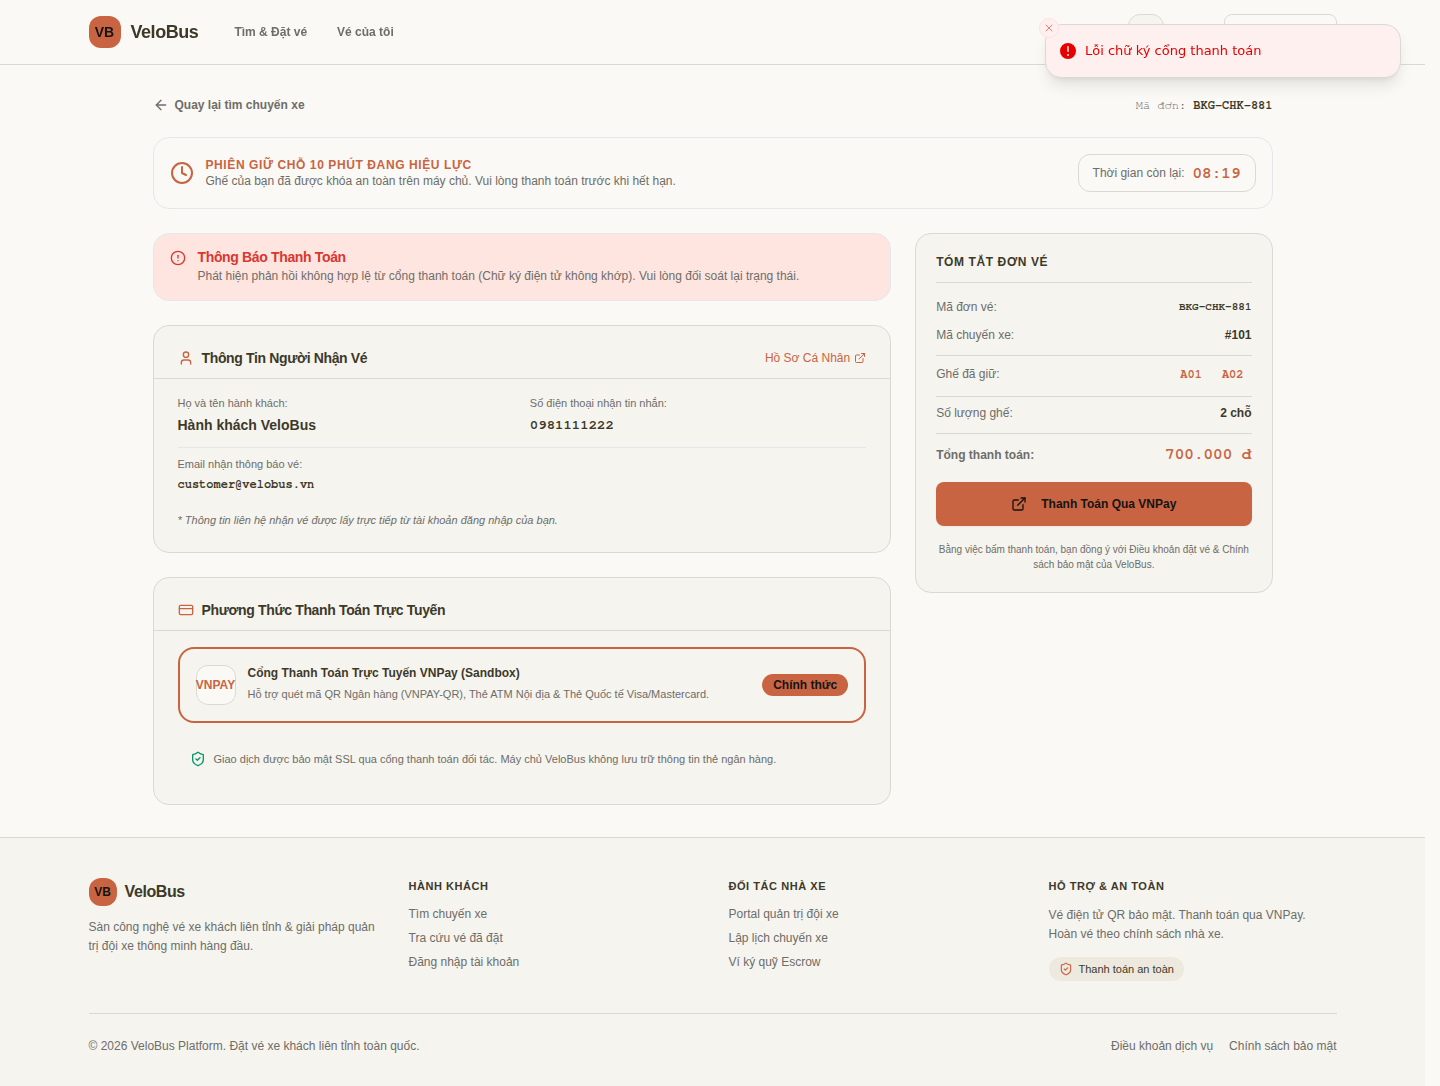 VB VeloBus Tìm & Đặt vé Vé của tôi
Lỗi chữ ký cổng thanh toán
Quay lại tìm chuyến xe
Mã đơn: BKG-CHK-881
PHIÊN GIỮ CHỖ 10 PHÚT ĐANG HIỆU LỰC
Ghế của bạn đã được khóa an toàn trên máy chủ. Vui lòng thanh toán trước khi hết hạn.
Thời gian còn lại: 08:19
Thông Báo Thanh Toán
Phát hiện phản hồi không hợp lệ từ cổng thanh toán (Chữ ký điện tử không khớp). Vui lòng đối soát lại trạng thái.
Thông Tin Người Nhận Vé
Hồ Sơ Cá Nhân
Họ và tên hành khách:
Hành khách VeloBus
Số điện thoại nhận tin nhắn:
0981111222
Email nhận thông báo vé:
customer@velobus.vn
* Thông tin liên hệ nhận vé được lấy trực tiếp từ tài khoản đăng nhập của bạn.
Phương Thức Thanh Toán Trực Tuyến
VNPAY
Cổng Thanh Toán Trực Tuyến VNPay (Sandbox)
Hỗ trợ quét mã QR Ngân hàng (VNPAY-QR), Thẻ ATM Nội địa & Thẻ Quốc tế Visa/Mastercard.
Chính thức
Giao dịch được bảo mật SSL qua cổng thanh toán đối tác. Máy chủ VeloBus không lưu trữ thông tin thẻ ngân hàng.
TÓM TẮT ĐƠN VÉ
Mã đơn vé: BKG-CHK-881
Mã chuyến xe: #101
Ghế đã giữ: A01 A02
Số lượng ghế: 2 chỗ
Tổng thanh toán: 700.000 đ
Thanh Toán Qua VNPay
Bằng việc bấm thanh toán, bạn đồng ý với Điều khoản đặt vé & Chính
sách bảo mật của VeloBus.
VB VeloBus
Sàn công nghệ vé xe khách liên tỉnh & giải pháp quản
trị đội xe thông minh hàng đầu.
HÀNH KHÁCH
Tìm chuyến xe
Tra cứu vé đã đặt
Đăng nhập tài khoản
ĐỐI TÁC NHÀ XE
Portal quản trị đội xe
Lập lịch chuyến xe
Ví ký quỹ Escrow
HỖ TRỢ & AN TOÀN
Vé điện tử QR bảo mật. Thanh toán qua VNPay.
Hoàn vé theo chính sách nhà xe.
Thanh toán an toàn
© 2026 VeloBus Platform. Đặt vé xe khách liên tỉnh toàn quốc.
Điều khoản dịch vụ Chính sách bảo mật